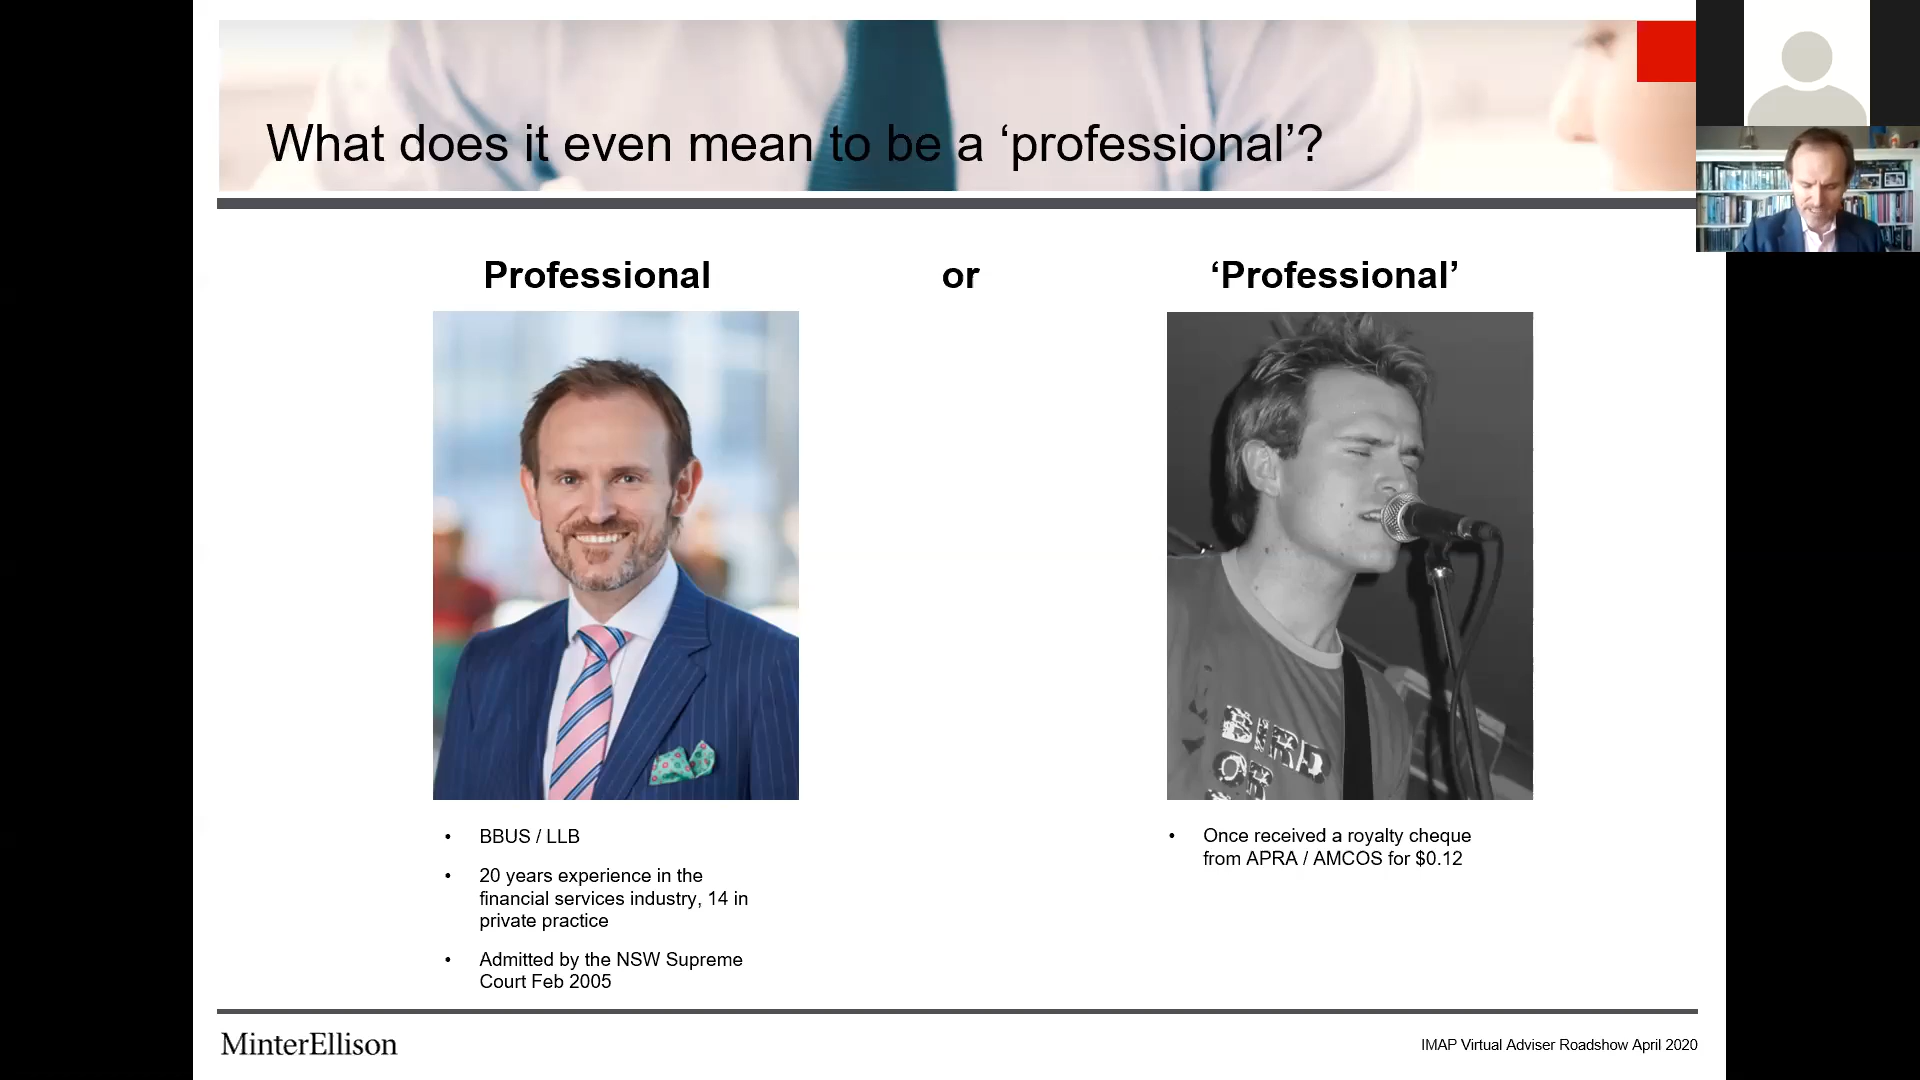 What does it even mean to be a ‘professional’?
Professional or ‘Professional’
BIRD
OR
• BBUS / LLB
• 20 years experience in the
financial services industry, 14 in
private practice
• Admitted by the NSW Supreme
Court Feb 2005
• Once received a royalty cheque
from APRA / AMCOS for $0.12
MinterEllison
IMAP Virtual Adviser Roadshow April 2020